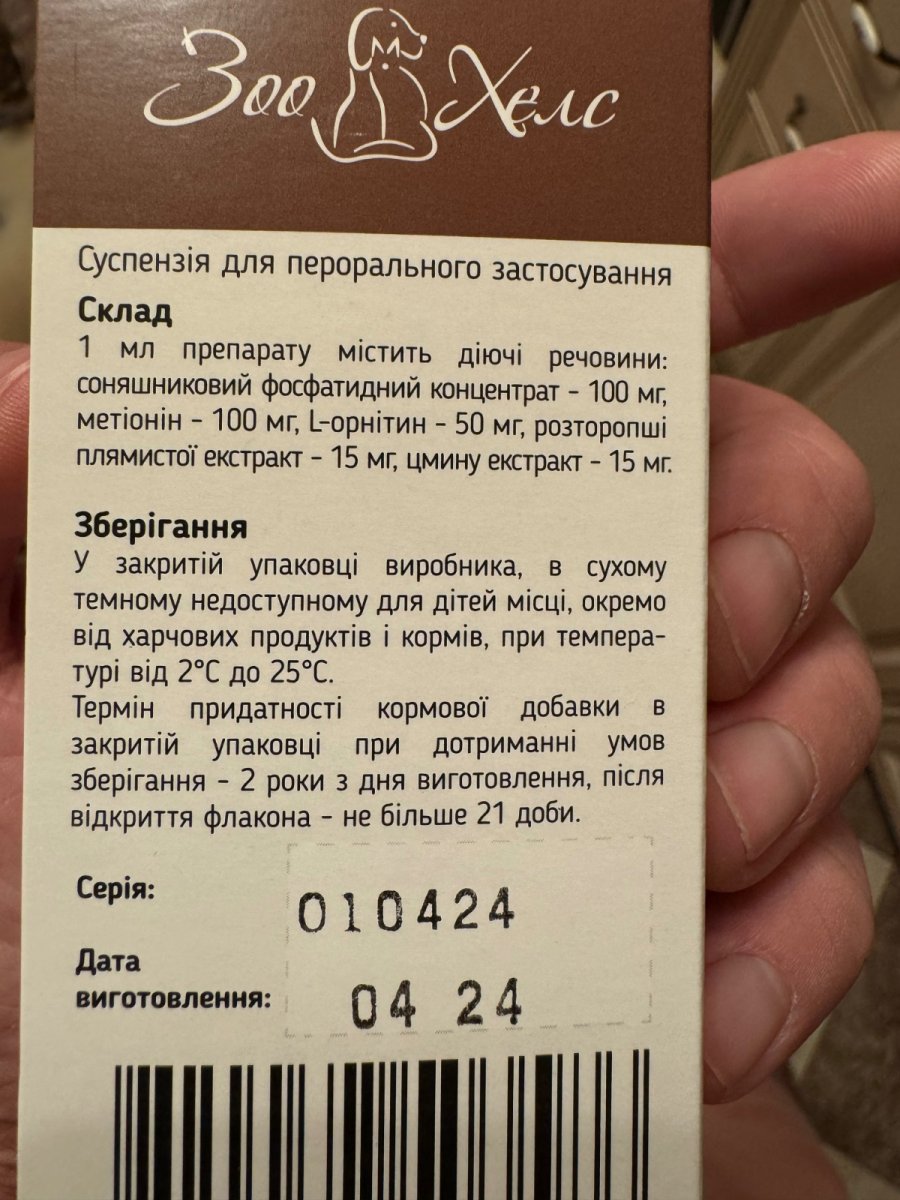 Зоо Хелс
Суспензія для перорального застосування
Склад
1 мл препарату містить діючі речовини:
соняшниковий фосфатидний концентрат – 100 мг,
метіонін – 100 мг, L-орнітин – 50 мг, розторопші
плямистої екстракт – 15 мг, цмину екстракт – 15 мг.
Зберігання
У закритій упаковці виробника, в сухому
темному недоступному для дітей місці, окремо
від харчових продуктів і кормів, при темпера-
турі від 2°С до 25°С.
Термін придатності кормової добавки в
закритій упаковці при дотриманні умов
зберігання – 2 роки з дня виготовлення, після
відкриття флакона – не більше 21 доби.
Серія: 010424
Дата
виготовлення: 04 24